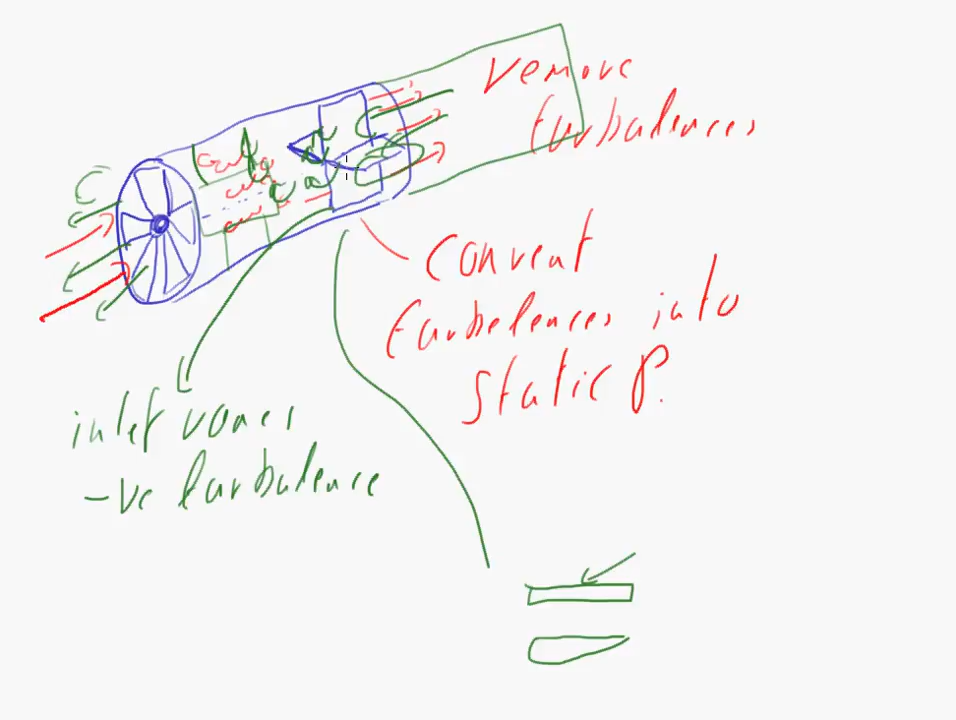 remove
turbulences
convert
turbulences into
static P.
inlet vanes
-ve turbulence